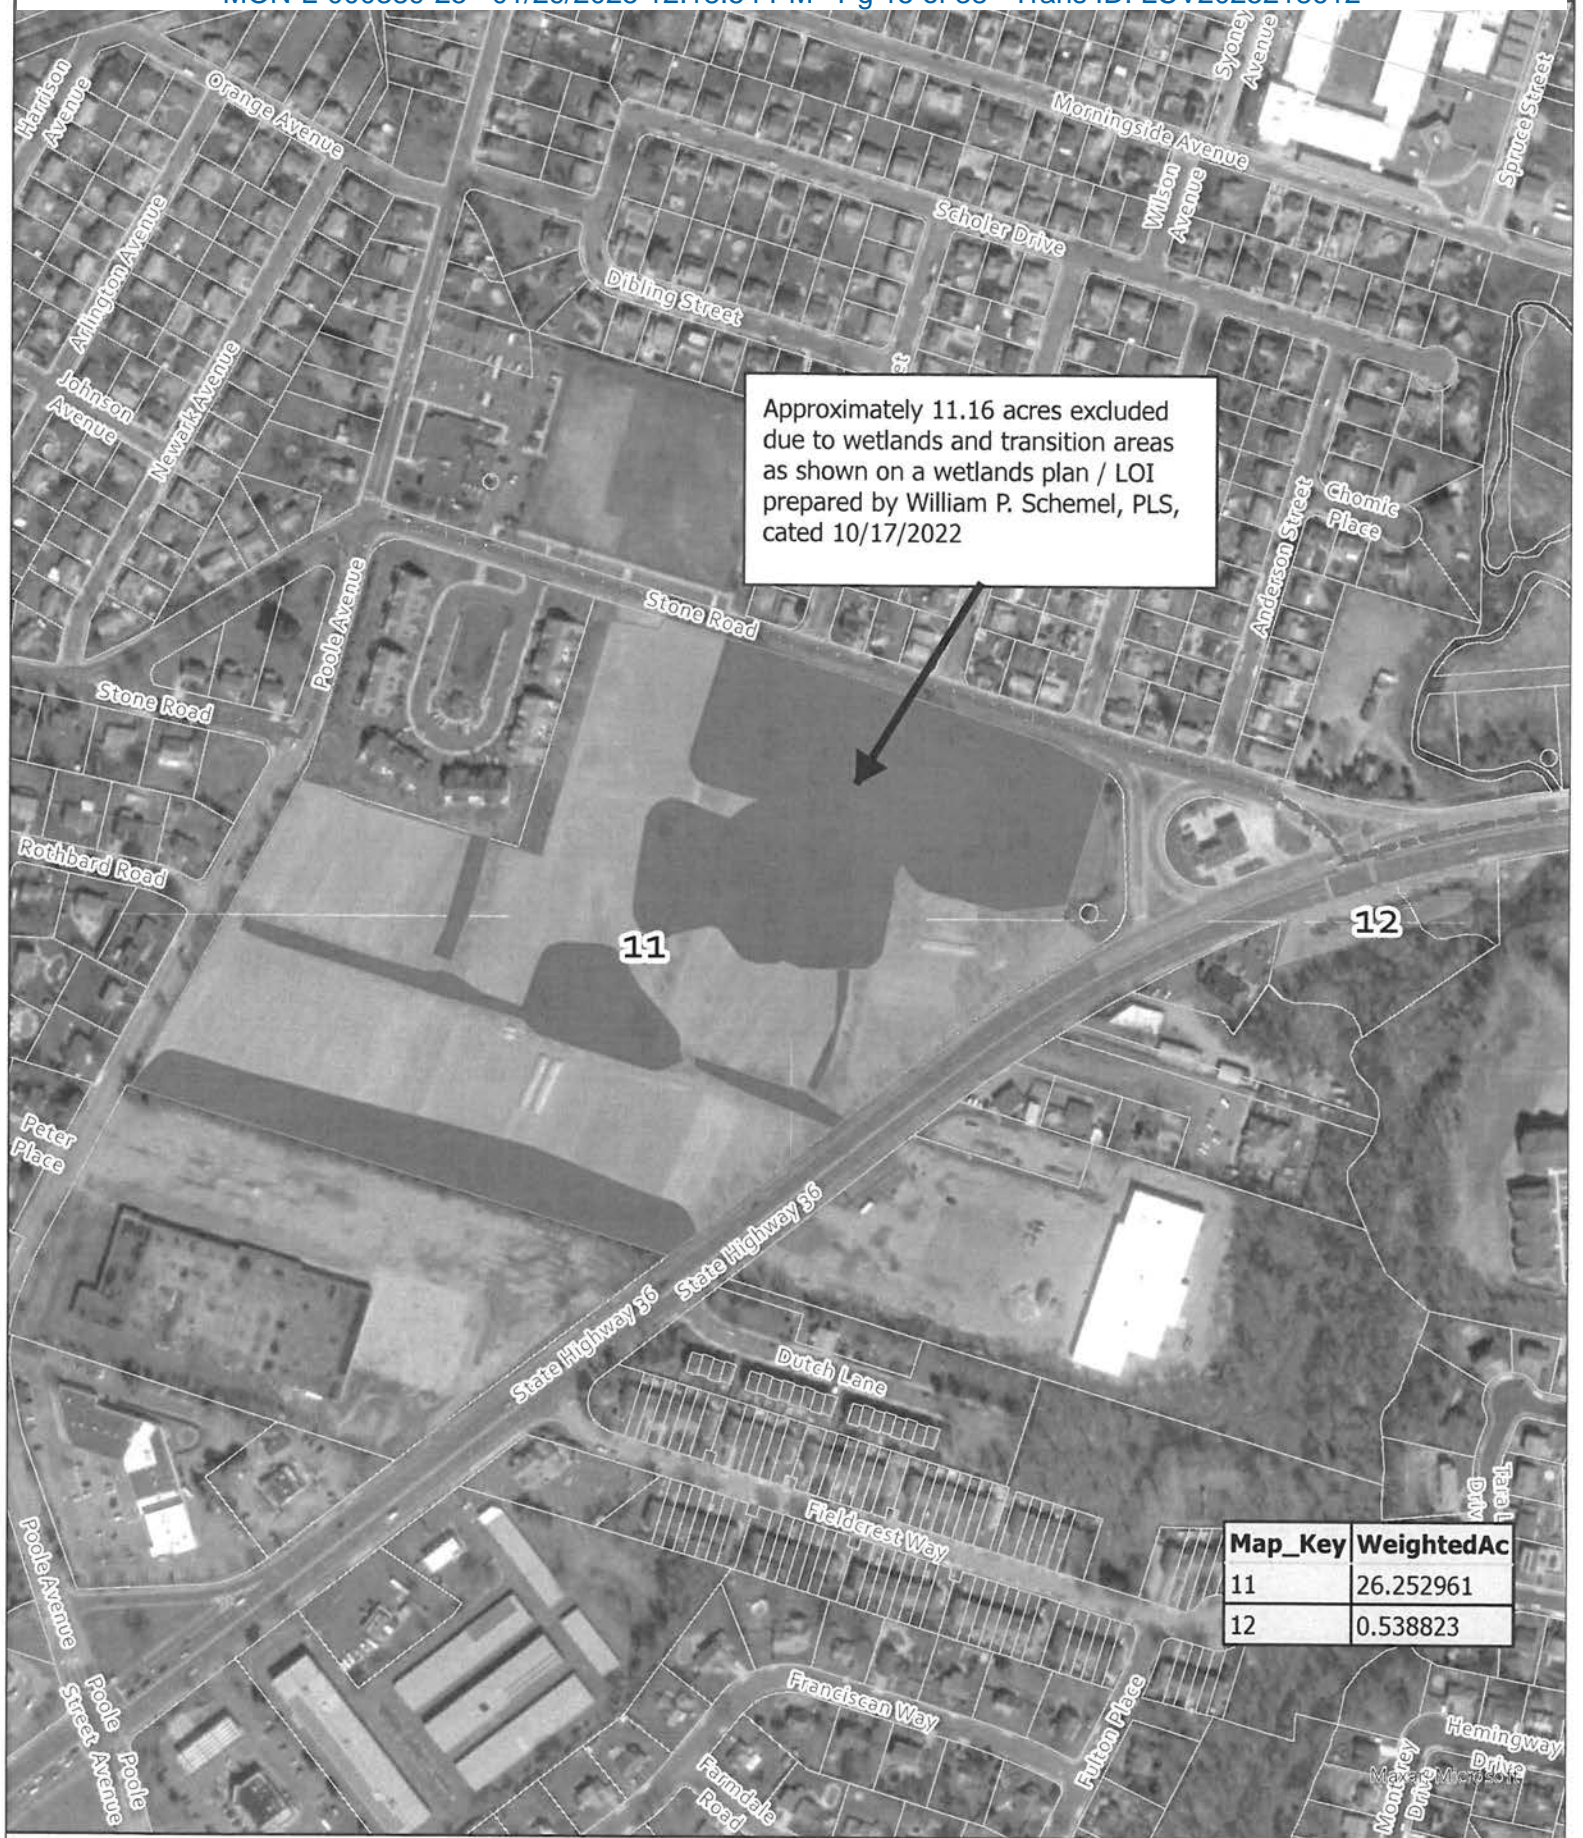 Harrison
Avenue
Orange Avenue
Sydney
Avenue
Spruce Street
Morningside Avenue
Wilson
Avenue
Scholer Drive
Arlington Avenue
Dibling Street
Johnson
Avenue
Newark Avenue
Approximately 11.16 acres excluded
due to wetlands and transition areas
as shown on a wetlands plan / LOI
prepared by William P. Schemel, PLS,
cated 10/17/2022
Chomic
Place
Anderson Street
Stone Road
Poole Avenue
Stone Road
Rothbard Road
11
12
Peter
Place
State Highway 36
State Highway 36
Dutch Lane
Fieldcrest Way
Map_Key WeightedAc
11 26.252961
12 0.538823
Poole Avenue
Poole
Street
Avenue
Poole
Franciscan Way
Fulton Place
Farmdale
Road
Hemingway
Drive
Monterey
Drive
Maxar, Microsoft